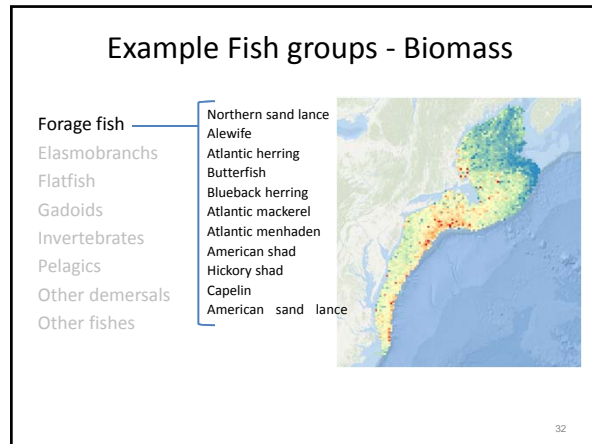 Example Fish groups - Biomass
Forage fish
Elasmobranchs
Flatfish
Gadoids
Invertebrates
Pelagics
Other demersals
Other fishes
Northern sand lance
Alewife
Atlantic herring
Butterfish
Blueback herring
Atlantic mackerel
Atlantic menhaden
American shad
Hickory shad
Capelin
American sand lance
32